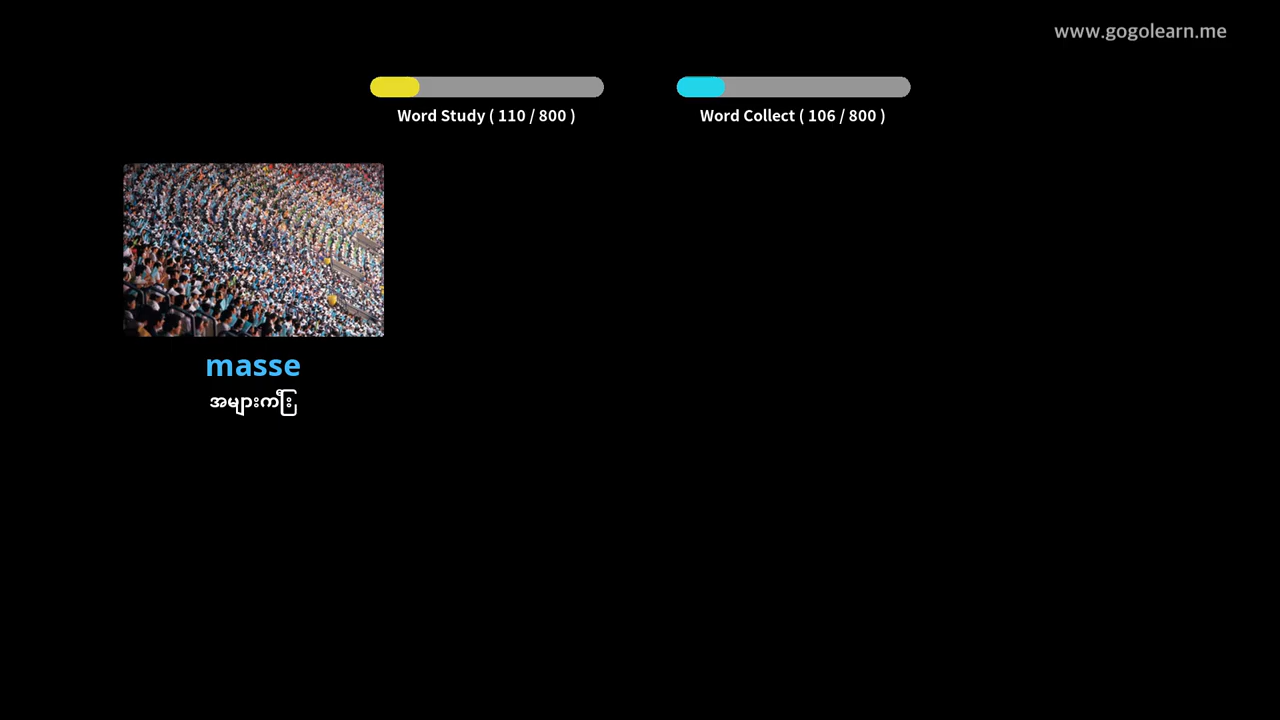 www.gogolearn.me
Word Study ( 110 / 800 )
Word Collect ( 106 / 800 )
masse
အများကြီး